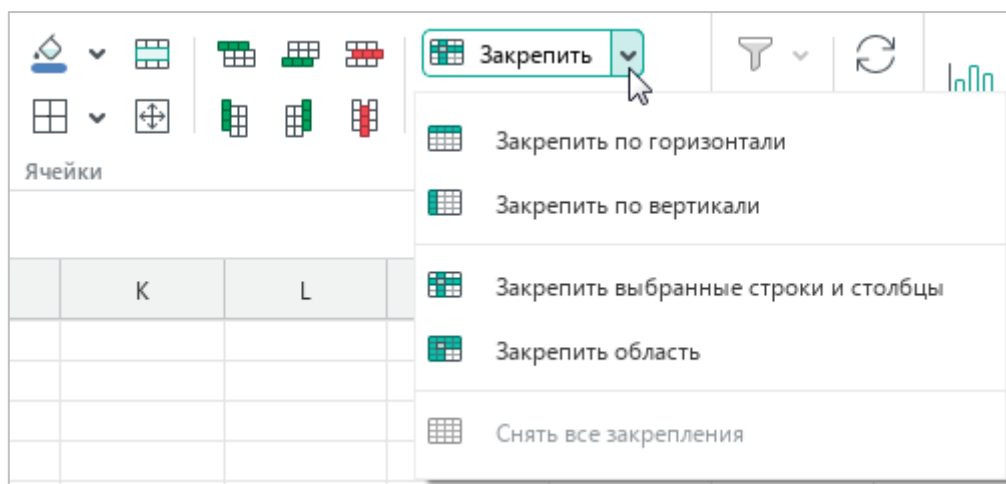 Закрепить
Ячейки
Закрепить по горизонтали
Закрепить по вертикали
Закрепить выбранные строки и столбцы
Закрепить область
Снять все закрепления
K
L